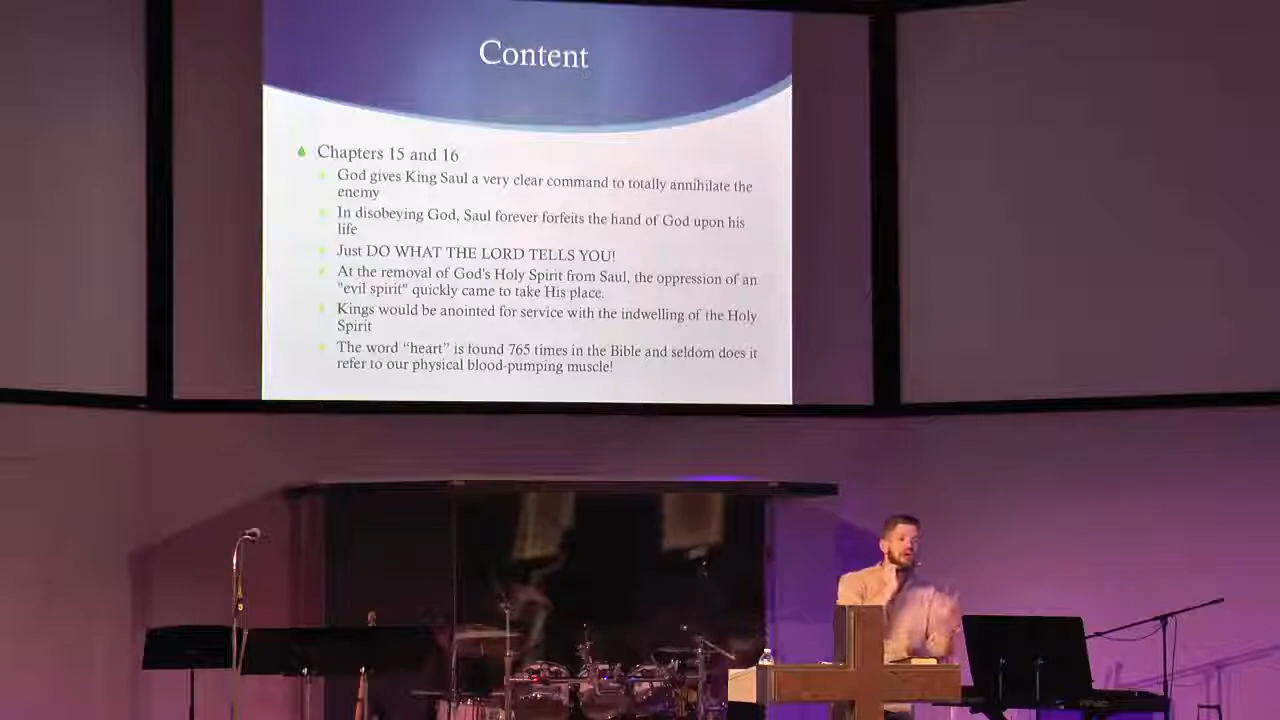 Content
Chapters 15 and 16
God gives King Saul a very clear command to totally annihilate the
enemy
In disobeying God, Saul forever forfeits the hand of God upon his
life
Just DO WHAT THE LORD TELLS YOU!
At the removal of God's Holy Spirit from Saul, the oppression of an
"evil spirit" quickly came to take His place.
Kings would be anointed for service with the indwelling of the Holy
Spirit
The word “heart” is found 765 times in the Bible and seldom does it
refer to our physical blood-pumping muscle!